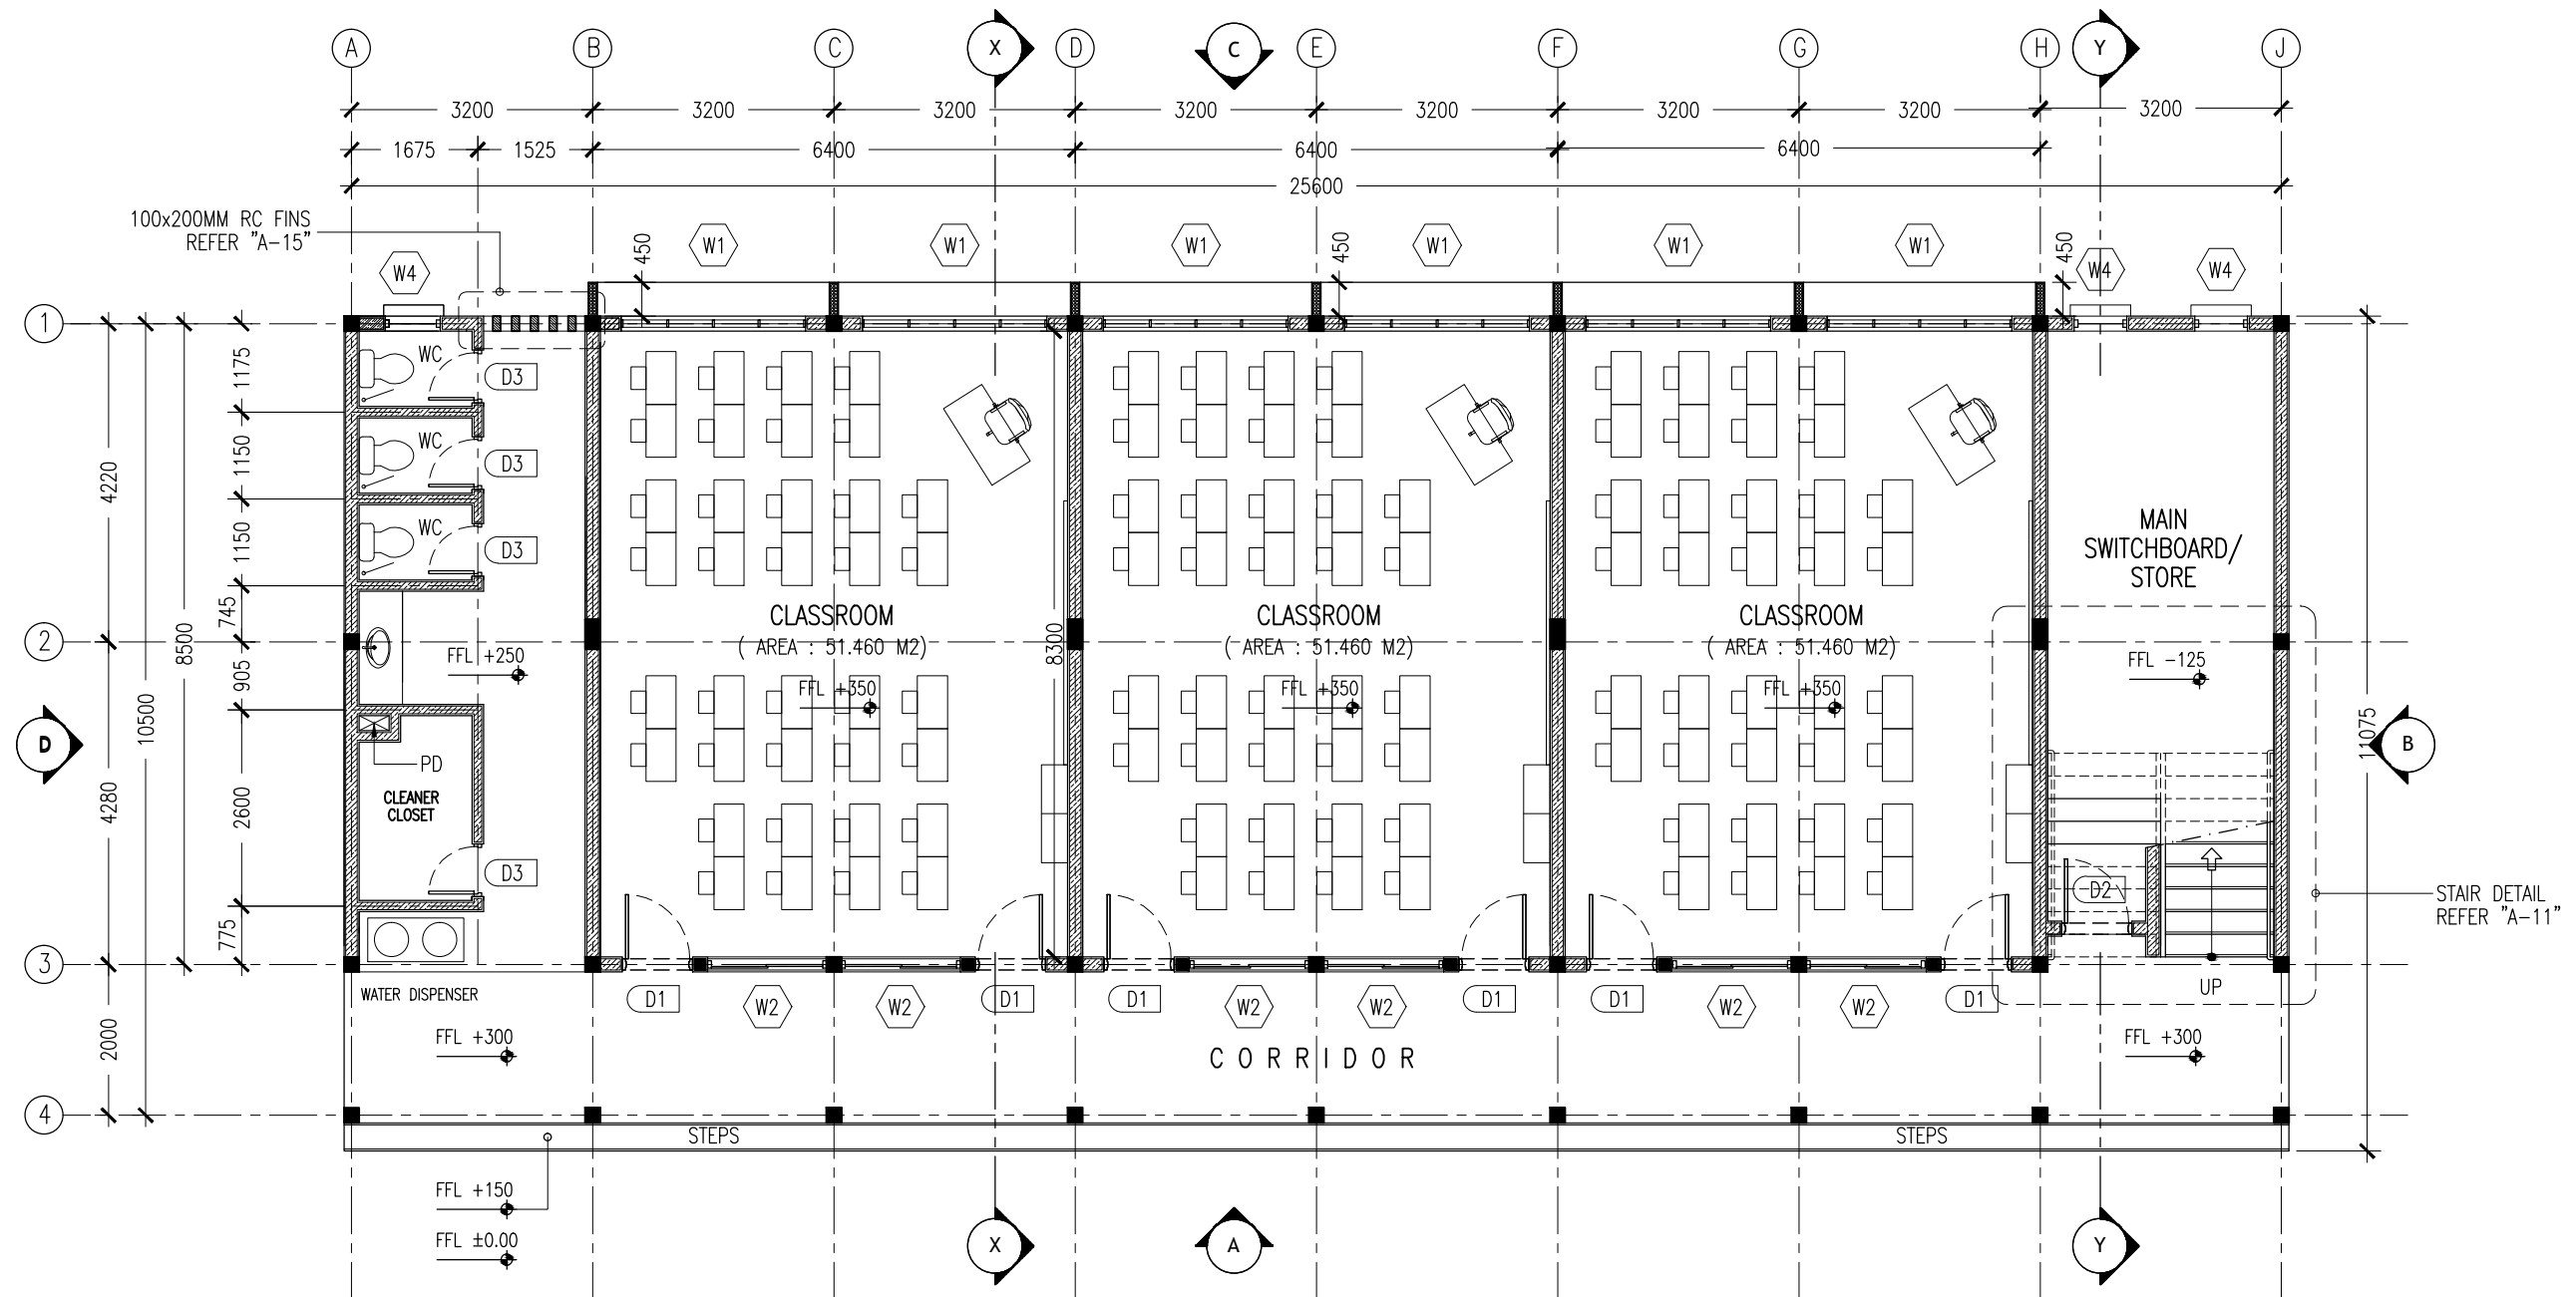 A B C X D C E F G H Y J
3200 3200 3200 3200 3200 3200 3200 3200
1675 1525 6400 6400 6400
25600
100x200MM RC FINS
REFER "A-15"
W4 450 W1 W1 W1 450 W1 W1 W1 450 W4 W4
1
2
3
4
4220
4280
2000
10500
8500
1175
1150
1150
745
905
2600
775
11075
8300
WC D3
WC D3
WC D3
FFL +250
PD
CLEANER
CLOSET
D3
WATER DISPENSER
CLASSROOM
( AREA : 51.460 M2)
FFL +350
CLASSROOM
( AREA : 51.460 M2)
FFL +350
CLASSROOM
( AREA : 51.460 M2)
FFL +350
MAIN
SWITCHBOARD/
STORE
FFL -125
D2
UP
STAIR DETAIL
REFER "A-11"
D B
D1 W2 W2 D1 D1 W2 W2 D1 D1 W2 W2 D1
FFL +300
CORRIDOR
FFL +300
STEPS STEPS
FFL +150
FFL ±0.00
X A Y